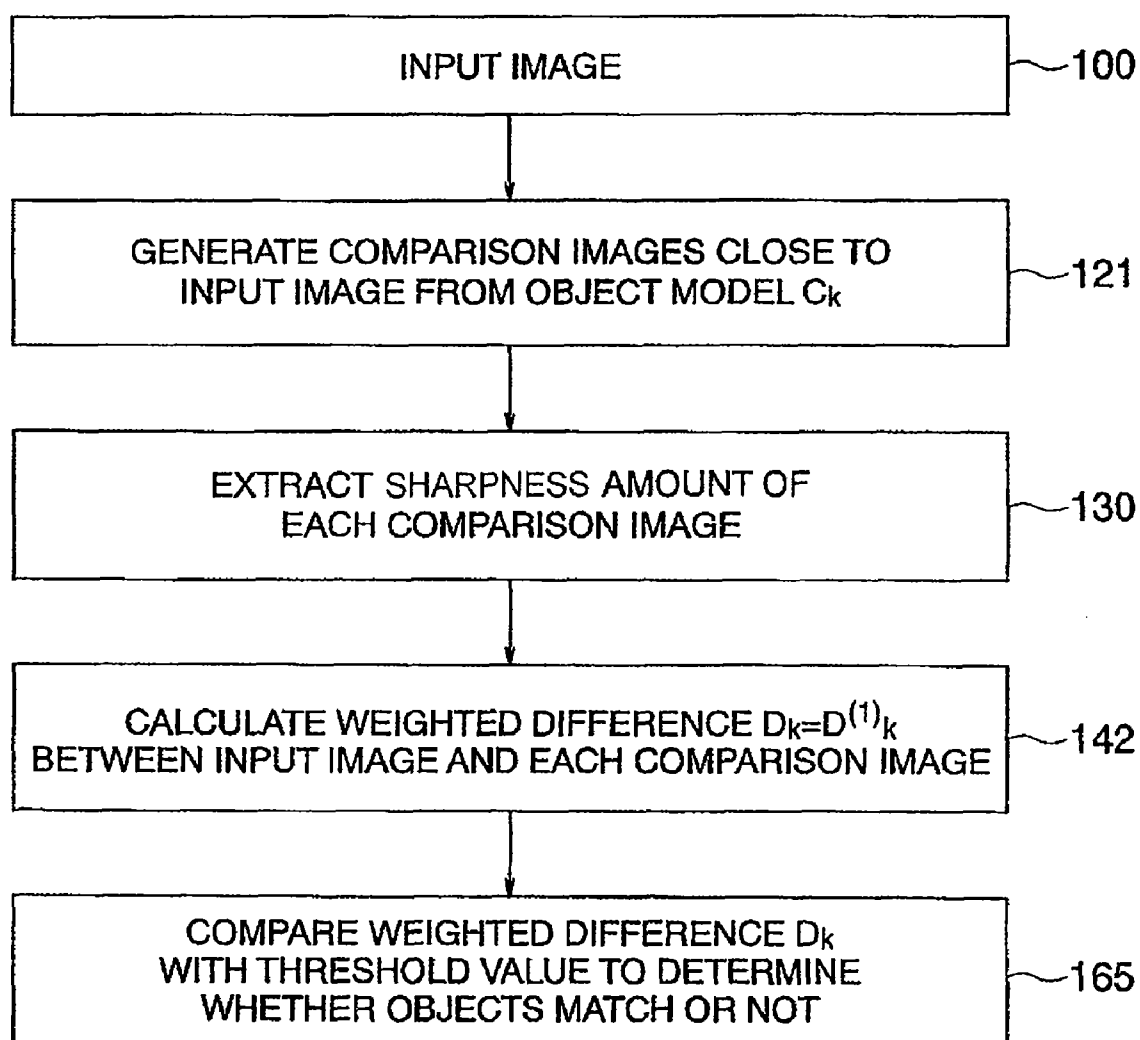 INPUT IMAGE
100
GENERATE COMPARISON IMAGES CLOSE TO
INPUT IMAGE FROM OBJECT MODEL Ck
121
EXTRACT SHARPNESS AMOUNT OF
EACH COMPARISON IMAGE
130
CALCULATE WEIGHTED DIFFERENCE Dk=D(1)k
BETWEEN INPUT IMAGE AND EACH COMPARISON IMAGE
142
COMPARE WEIGHTED DIFFERENCE Dk
WITH THRESHOLD VALUE TO DETERMINE
WHETHER OBJECTS MATCH OR NOT
165